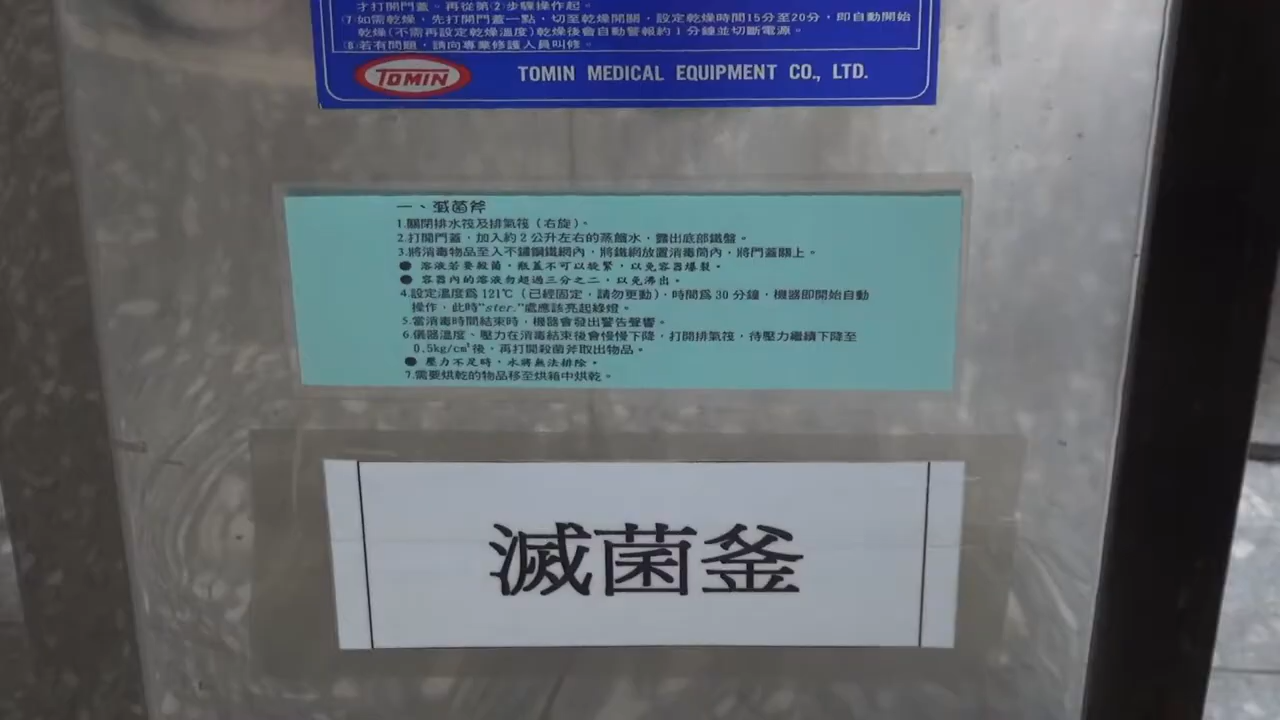 才打開門蓋。再從第(2)步驟操作起。
(7)如需乾燥，先打開門蓋一點，切至乾燥開關，設定乾燥時間15分至20分，即自動開始
乾燥(不需再設定乾燥溫度)乾燥後會自動警報約1分鐘並切斷電源。
(8)若有問題，請向專業修護人員叫修。
TOMIN
TOMIN MEDICAL EQUIPMENT CO., LTD.
一、滅菌斧
1.關閉排水筏及排氣筏（右旋）、
2.打開門蓋，加入約2公升左右的蒸餾水，露出底部鐵盤。
3.將消毒物品至入不鏽鋼鐵網內，將鐵網放置消毒筒內，將門蓋關上。
● 溶液若要殺菌，瓶蓋不可以旋緊，以免容器爆裂。
● 容器內的溶液勿超過三分之二，以免沸出。
4.設定溫度為121℃（已經固定，請勿更動），時間為30分鐘，機器即開始自動
操作，此時"ster."處應該亮起綠燈。
5.當消毒時間結束時，機器會發出警告聲響。
6.儀器溫度、壓力在消毒結束後會慢慢下降，打開排氣筏，待壓力繼續下降至
0.5kg/cm²後，再打開殺菌斧取出物品。
● 壓力不足時，水將無法排除。
7.需要烘乾的物品移至烘箱中烘乾。
滅菌釜